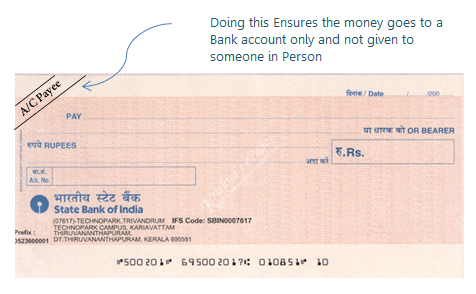 Doing this Ensures the money goes to a
Bank account only and not given to
someone in Person
A/C Payee
दिनांक / Date / /200
PAY
या धारक को OR BEARER
रुपये RUPEES
अदा करें
रु.Rs.
खा.सं.
A/c. No.
भारतीय स्टेट बैंक
State Bank of India
(07617)-TECHNOPARK,TRIVANDRUM IFS Code: SBIN0007617
TECHNOPARK CAMPUS, KARIAVATTAM
Prefix : THIRUVANANTHAPURAM,
0523600001 DT:THIRUVANANTHAPURAM, KERALA 695581
⑈500201⑈ 695002017⑆ 010851⑈ 10